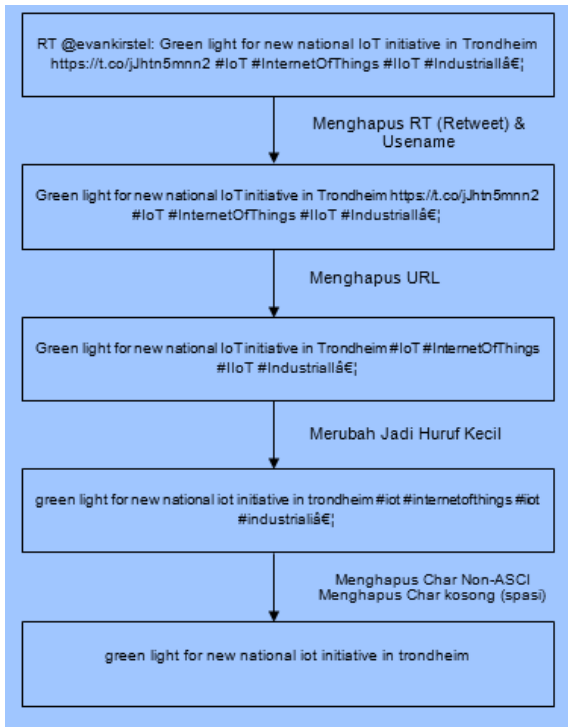 RT @evankirstel: Green light for new national IoT initiative in Trondheim
https://t.co/jJhtn5mnn2 #IoT #InternetOfThings #IIoT #IndustrialIâ€¦
Menghapus RT (Retweet) &
Usename
Green light for new national IoT initiative in Trondheim https://t.co/jJhtn5mnn2
#IoT #InternetOfThings #IIoT #IndustrialIâ€¦
Menghapus URL
Green light for new national IoT initiative in Trondheim #IoT #InternetOfThings
#IIoT #IndustrialIâ€¦
Merubah Jadi Huruf Kecil
green light for new national iot initiative in trondheim #iot #internetofthings #iiot
#industrialiâ€¦
Menghapus Char Non-ASCI
Menghapus Char kosong (spasi)
green light for new national iot initiative in trondheim